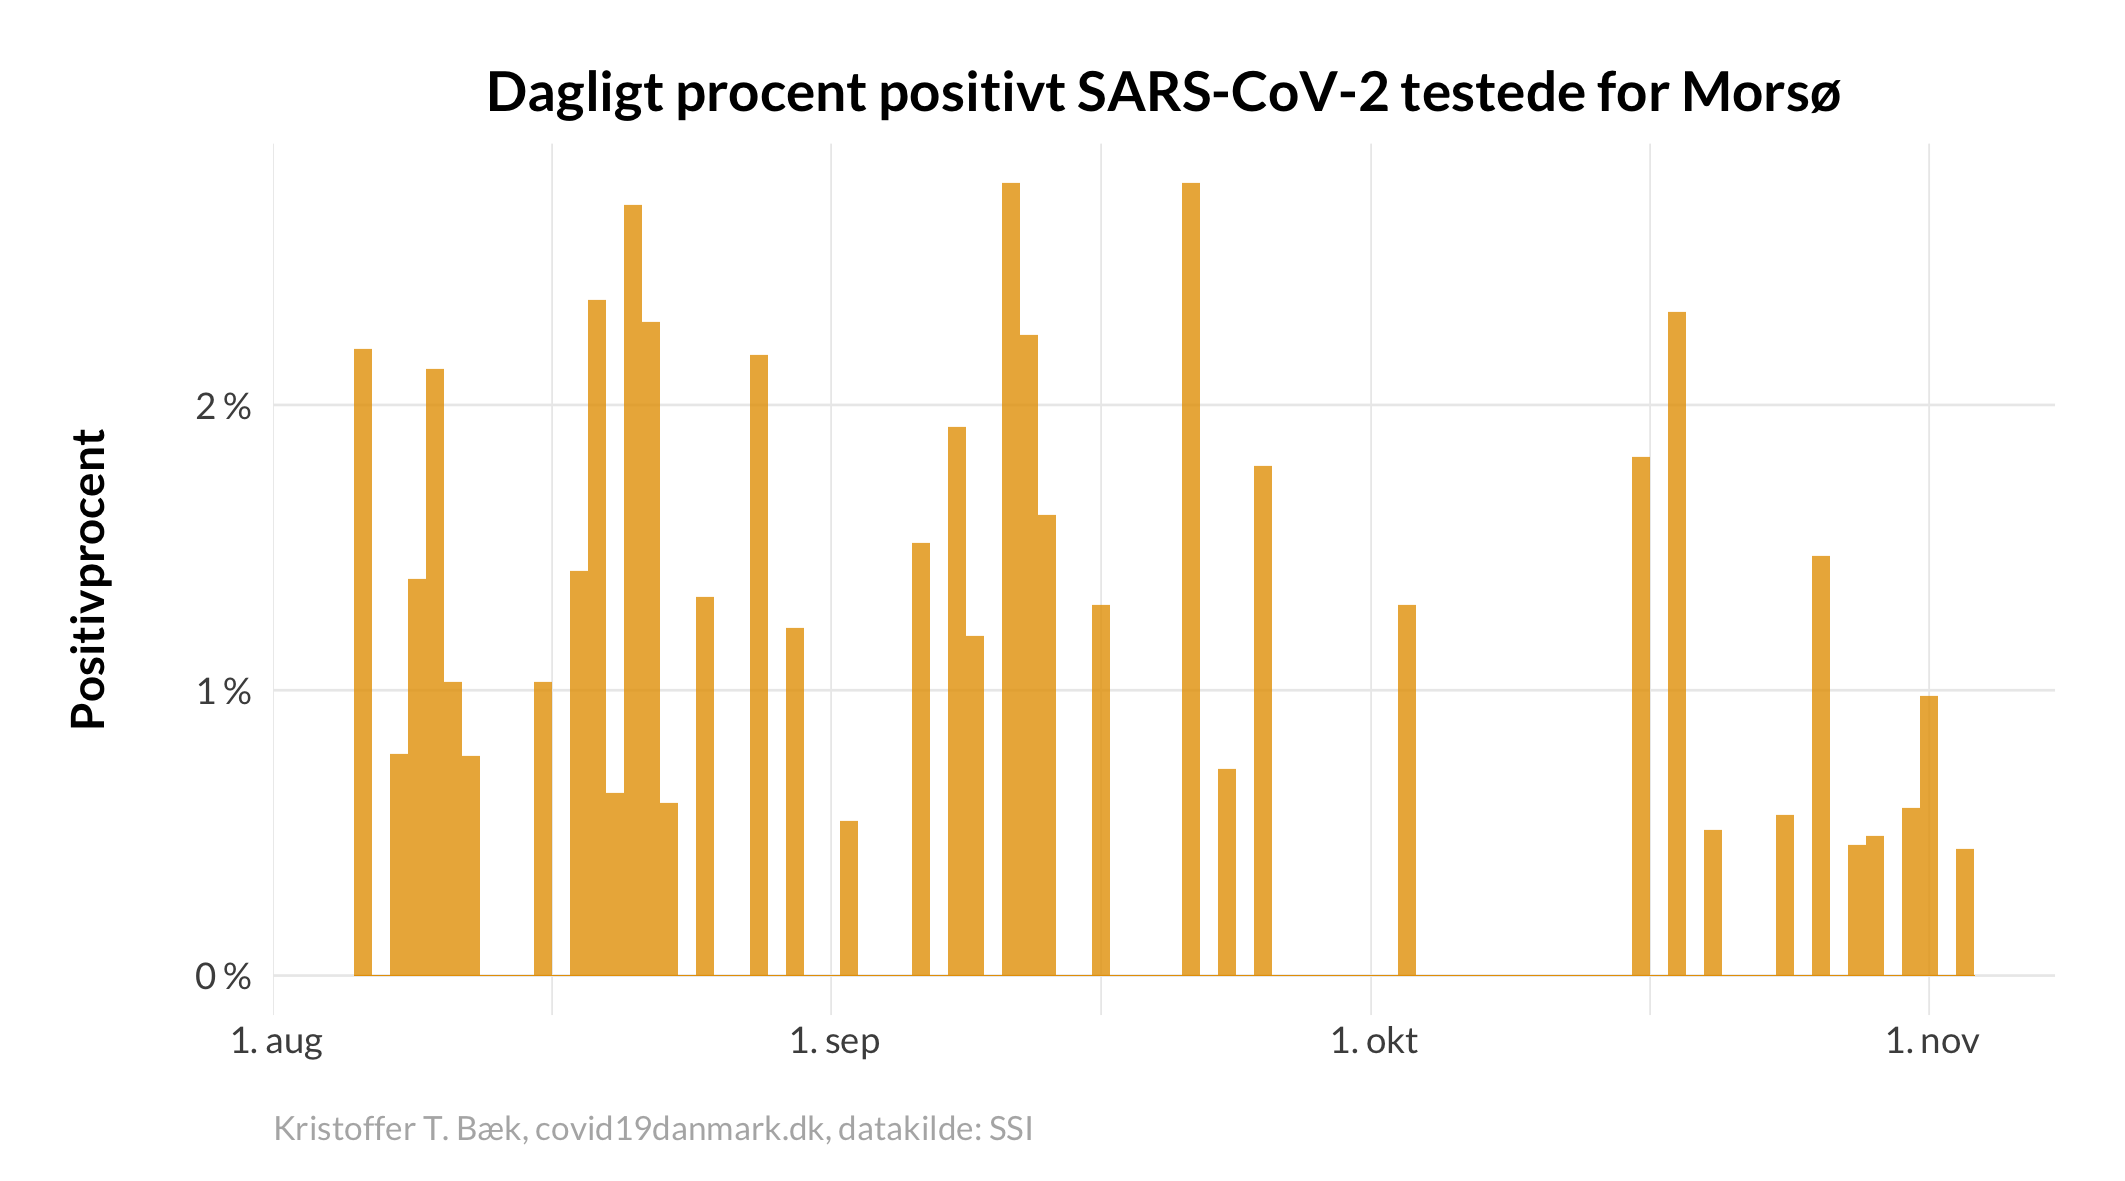 Dagligt procent positivt SARS-CoV-2 testede for Morsø
Positivprocent
2 %
1 %
0 %
1. aug
1. sep
1. okt
1. nov
Kristoffer T. Bæk, covid19danmark.dk, datakilde: SSI